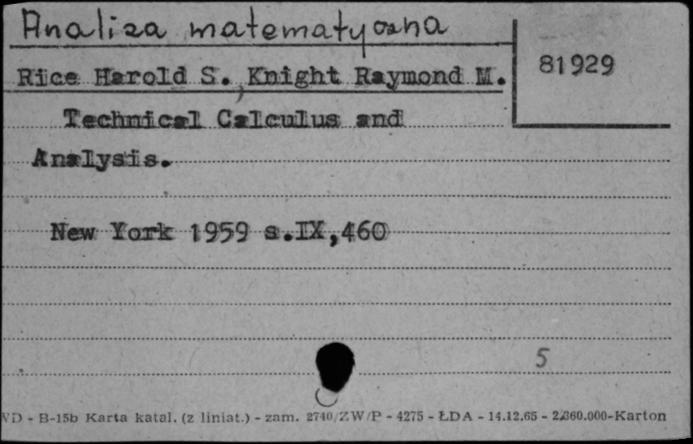 Analiza matematyczna
81929
Rice Harold S., Knight Raymond M.
Technical Calculus and
Analysis.
New York 1959 s.IX,460
5
WD - B-15b Karta katal. (z liniat.) - zam. 2740/ZW/P - 4275 - ŁDA - 14.12.65 - 2.360.000-Karton